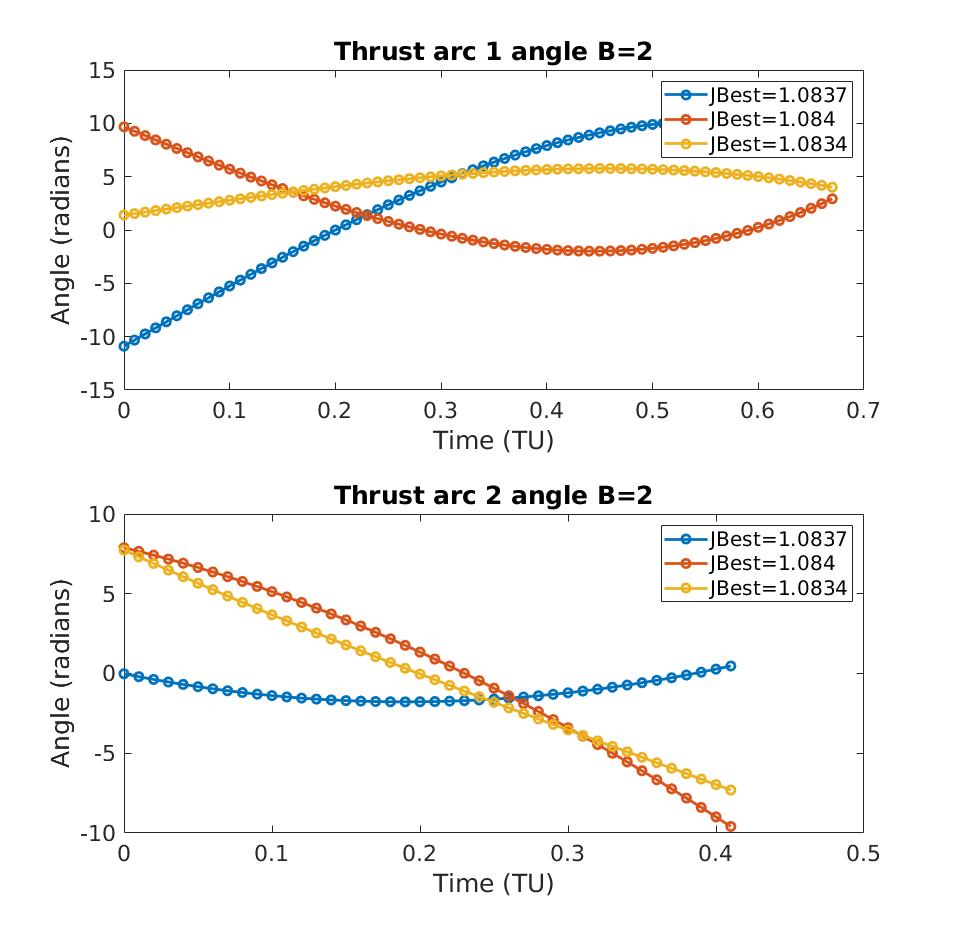 Thrust arc 1 angle B=2
15
10
5
0
-5
-10
-15
Angle (radians)
JBest=1.0837
JBest=1.084
JBest=1.0834
0 0.1 0.2 0.3 0.4 0.5 0.6 0.7
Time (TU)
Thrust arc 2 angle B=2
10
5
0
-5
-10
Angle (radians)
JBest=1.0837
JBest=1.084
JBest=1.0834
0 0.1 0.2 0.3 0.4 0.5
Time (TU)